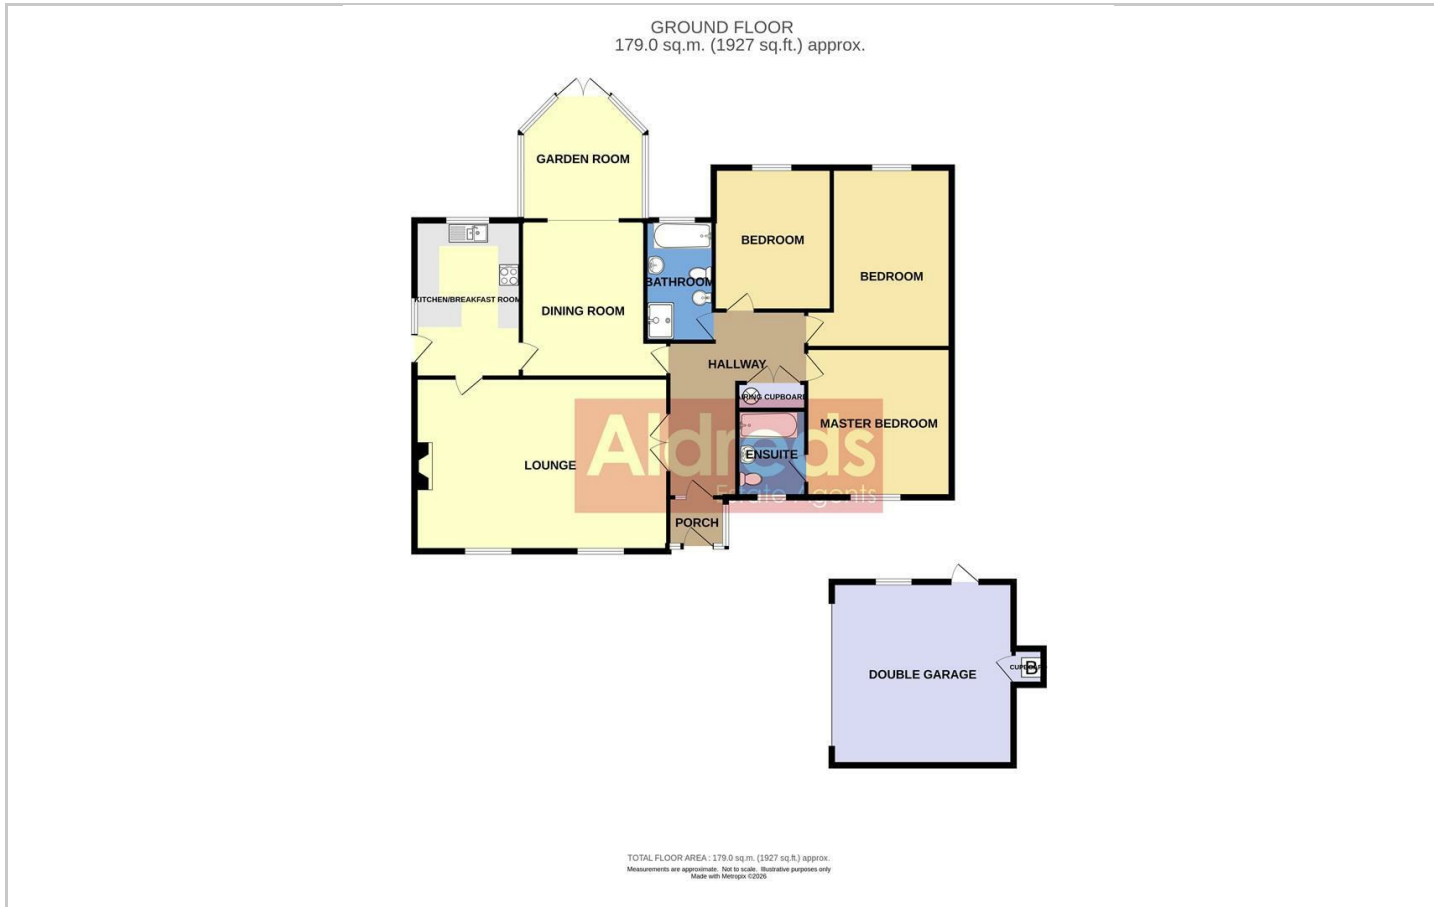 GROUND FLOOR
179.0 sq.m. (1927 sq.ft.) approx.
GARDEN ROOM
BEDROOM
BEDROOM
BATHROOM
KITCHEN/BREAKFAST ROOM
DINING ROOM
HALLWAY
AIRING CUPBOARD
MASTER BEDROOM
LOUNGE
ENSUITE
Aldreds
Estate Agents
PORCH
DOUBLE GARAGE
B
TOTAL FLOOR AREA : 179.0 sq.m. (1927 sq.ft.) approx.
Measurements are approximate. Not to scale. Illustrative purposes only
Made with Metropix ©2026